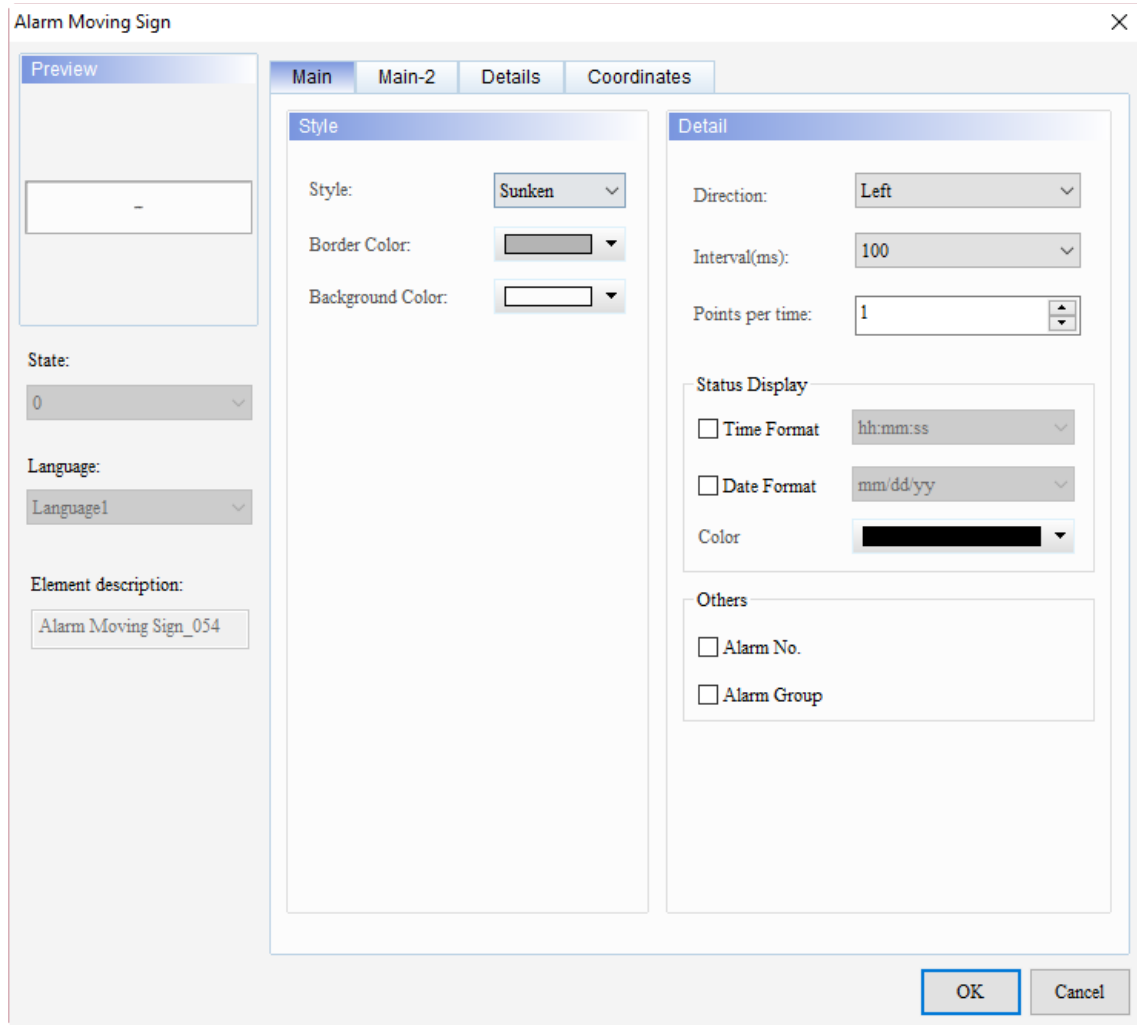 Alarm Moving Sign
Preview
–
State:
0
Language:
Language1
Element description:
Alarm Moving Sign_054
Main Main-2 Details Coordinates
Style
Style: Sunken
Border Color:
Background Color:
Detail
Direction: Left
Interval(ms): 100
Points per time: 1
Status Display
Time Format hh:mm:ss
Date Format mm/dd/yy
Color
Others
Alarm No.
Alarm Group
OK Cancel